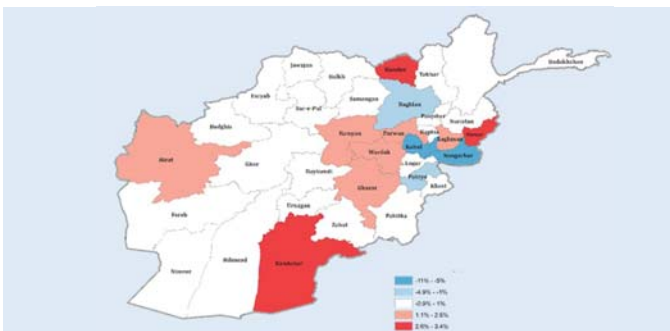 Jawzjan
Balkh
Kunduz
Takhar
Badakhshan
Faryab
Sar-e-Pul
Samangan
Baghlan
Panjsher
Nuristan
Badghis
Bamyan
Parwan
Kapisa
Laghman
Kunar
Hirat
Ghor
Wardak
Kabul
Nangarhar
Daykundi
Logar
Paktya
Khost
Ghazni
Uruzgan
Farah
Zabul
Paktika
Nimroz
Hilmand
Kandahar
-11% - -5%
-4.9% - -1%
-0.9% - 1%
1.1% - 2.5%
2.6% - 3.4%